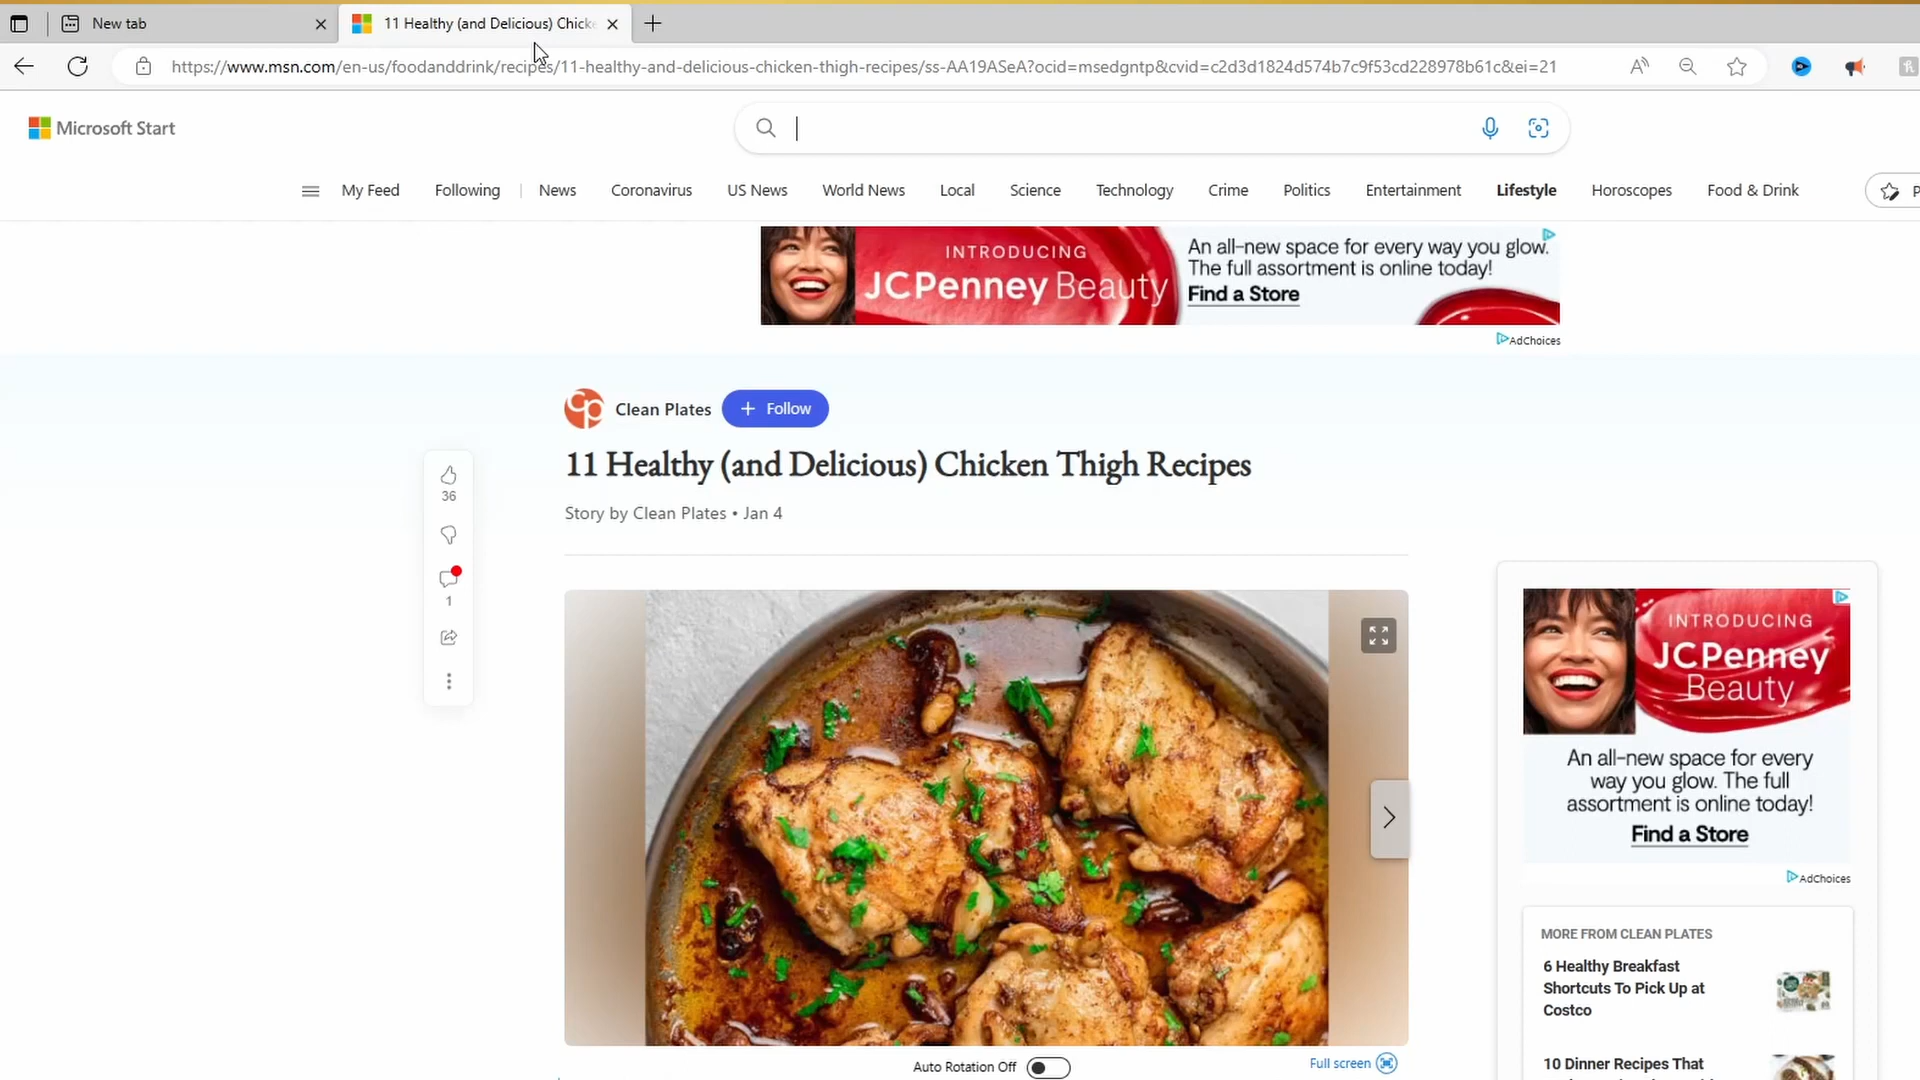 New tab
11 Healthy (and Delicious) Chick
https://www.msn.com/en-us/foodanddrink/recipes/11-healthy-and-delicious-chicken-thigh-recipes/ss-AA19ASeA?ocid=msedgntp&cvid=c2d3d1824d574b7c9f53cd228978b61c&ei=21
Microsoft Start
My Feed Following News Coronavirus US News World News Local Science Technology Crime Politics Entertainment Lifestyle Horoscopes Food & Drink P
INTRODUCING
JCPenney Beauty
An all-new space for every way you glow.
The full assortment is online today!
Find a Store
AdChoices
cp
Clean Plates
+ Follow
11 Healthy (and Delicious) Chicken Thigh Recipes
Story by Clean Plates • Jan 4
36
1
INTRODUCING
JCPenney
Beauty
An all-new space for every
way you glow. The full
assortment is online today!
Find a Store
AdChoices
MORE FROM CLEAN PLATES
6 Healthy Breakfast
Shortcuts To Pick Up at
Costco
10 Dinner Recipes That
Auto Rotation Off
Full screen